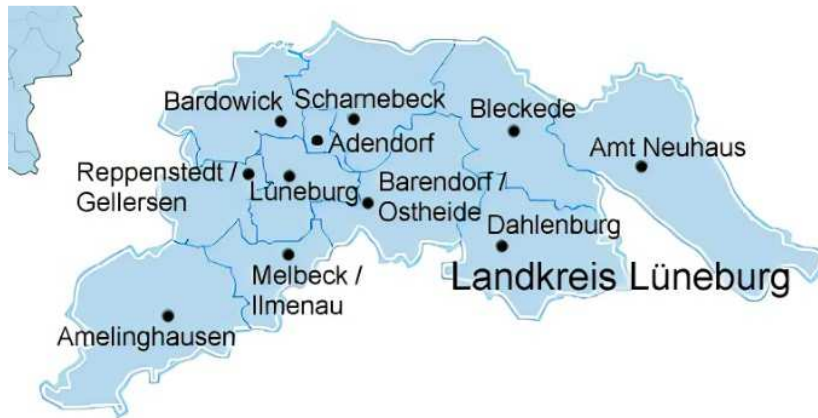 Bardowick
Scharnebeck
Bleckede
Adendorf
Amt Neuhaus
Reppenstedt /
Gellersen
Lüneburg
Barendorf /
Ostheide
Dahlenburg
Melbeck /
Ilmenau
Landkreis Lüneburg
Amelinghausen